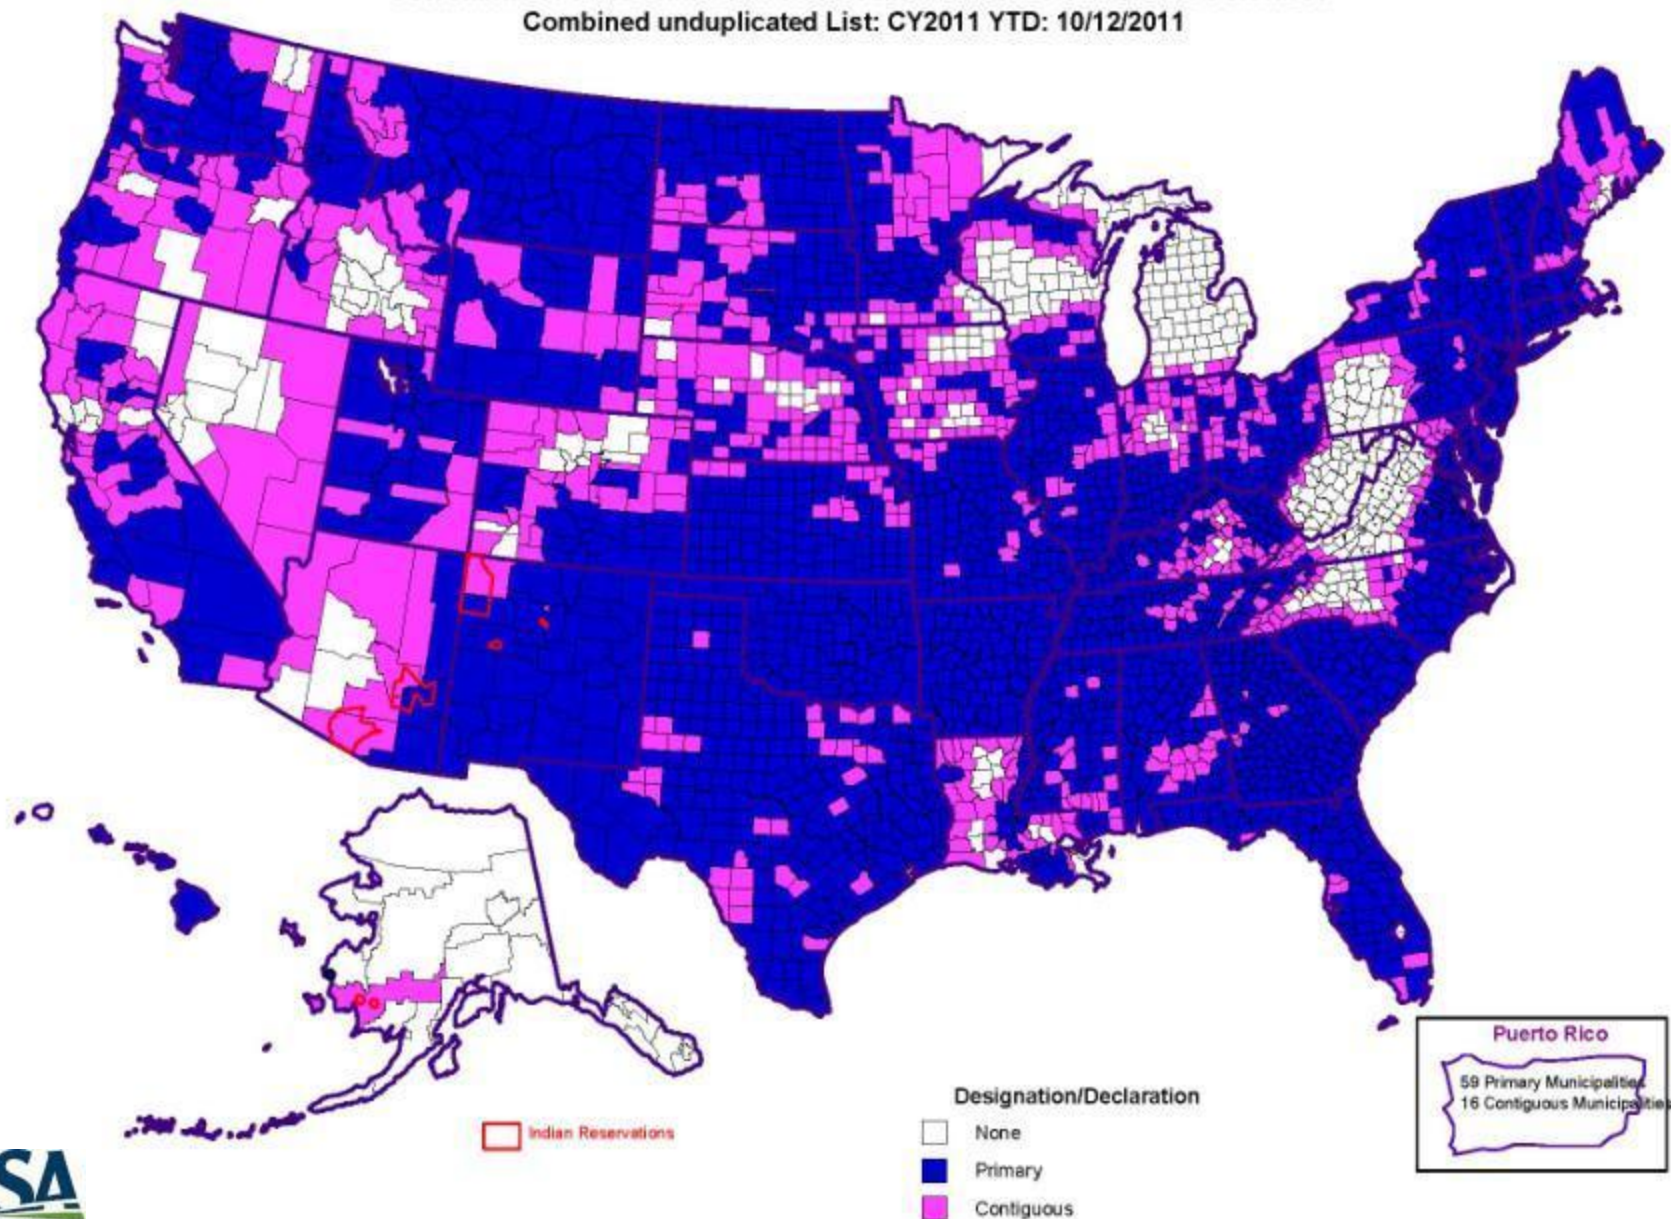 Combined unduplicated List: CY2011 YTD: 10/12/2011
Puerto Rico
59 Primary Municipalities
16 Contiguous Municipalities
Designation/Declaration
None
Indian Reservations
Primary
SA
Contiguous